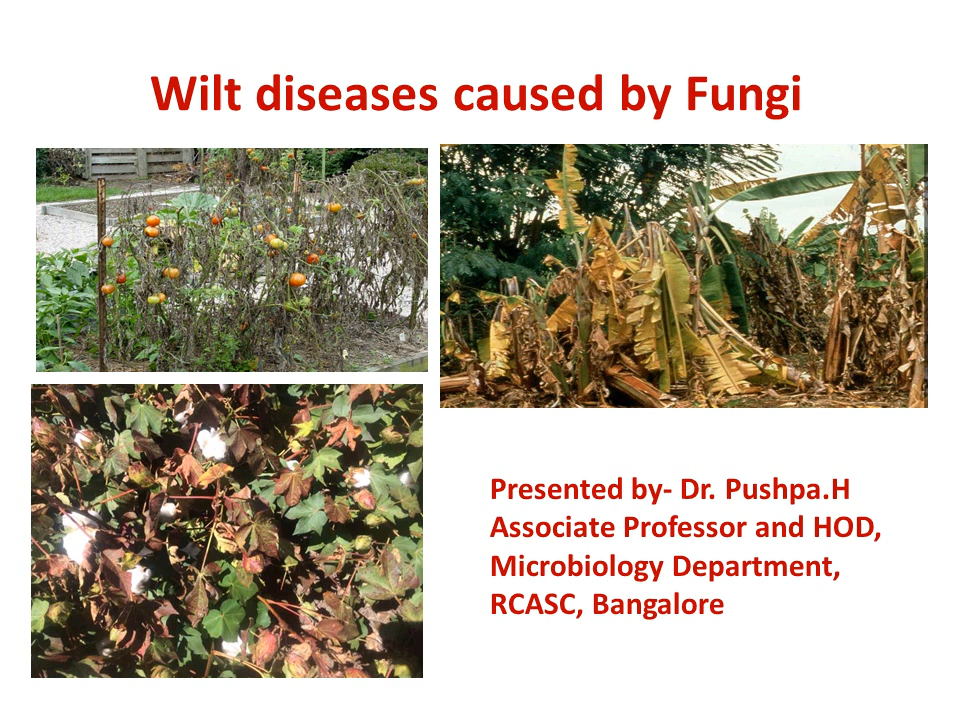 Wilt diseases caused by Fungi
Presented by- Dr. Pushpa.H
Associate Professor and HOD,
Microbiology Department,
RCASC, Bangalore